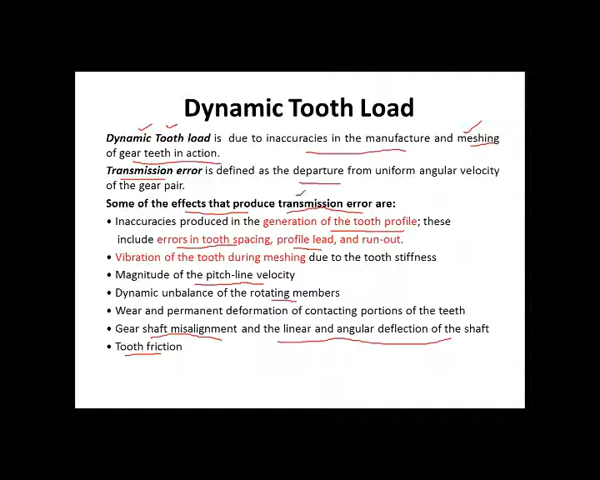 Dynamic Tooth Load
Dynamic Tooth load is due to inaccuracies in the manufacture and meshing
of gear teeth in action.
Transmission error is defined as the departure from uniform angular velocity
of the gear pair.
Some of the effects that produce transmission error are:
• Inaccuracies produced in the generation of the tooth profile; these
include errors in tooth spacing, profile lead, and run-out.
• Vibration of the tooth during meshing due to the tooth stiffness
• Magnitude of the pitch-line velocity
• Dynamic unbalance of the rotating members
• Wear and permanent deformation of contacting portions of the teeth
• Gear shaft misalignment and the linear and angular deflection of the shaft
• Tooth friction